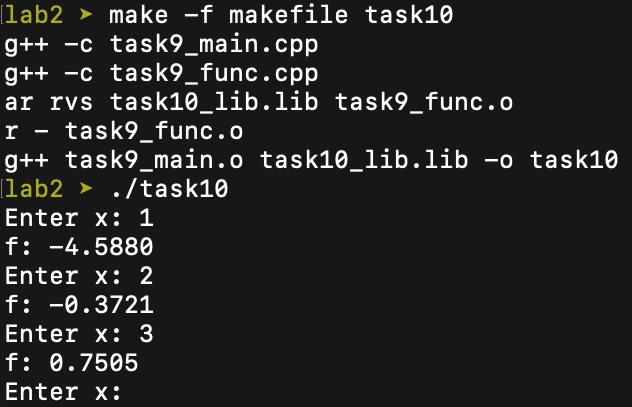 lab2 ➤ make -f makefile task10
g++ -c task9_main.cpp
g++ -c task9_func.cpp
ar rvs task10_lib.lib task9_func.o
r - task9_func.o
g++ task9_main.o task10_lib.lib -o task10
lab2 ➤ ./task10
Enter x: 1
f: -4.5880
Enter x: 2
f: -0.3721
Enter x: 3
f: 0.7505
Enter x: